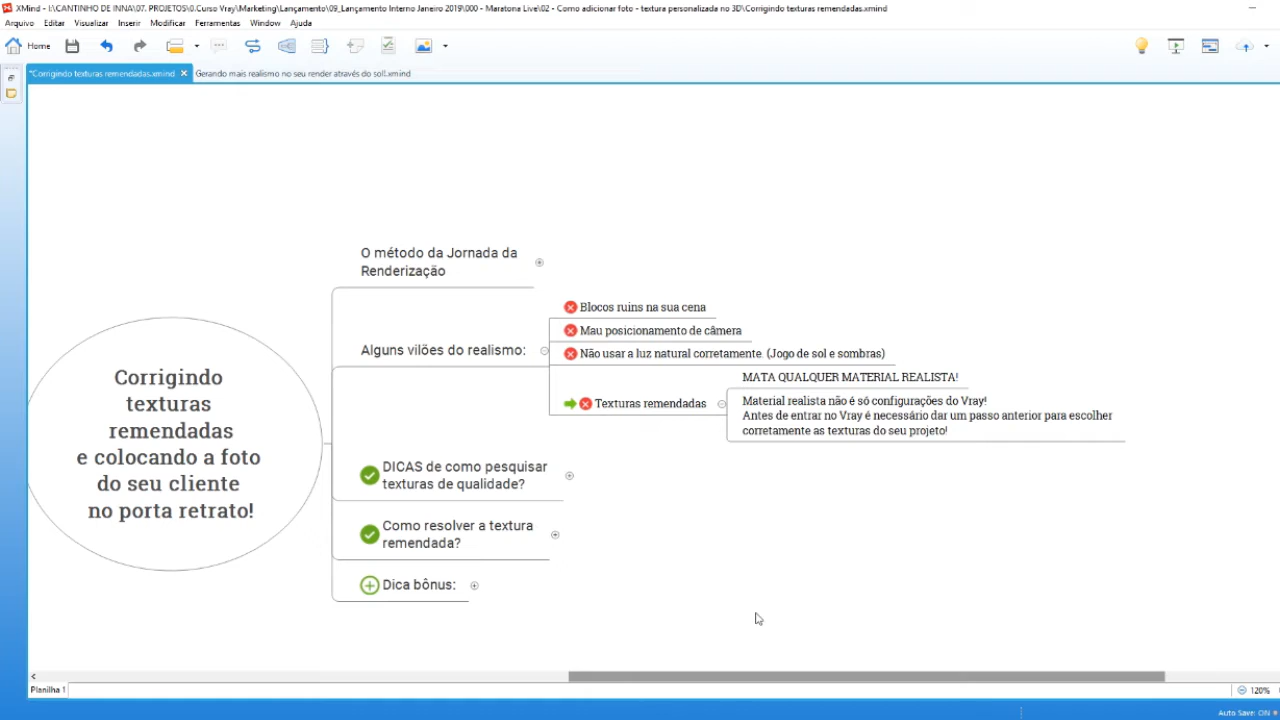 XMind - I:\CANTINHO DE INNA\07. PROJETOS\0.Curso Vray\Marketing\Lançamento\09_Lançamento Interno Janeiro 2019\000 - Maratona Live\02 - Como adicionar foto - textura personalizada no 3D\Corrigindo texturas remendadas.xmind
Arquivo Editar Visualizar Inserir Modificar Ferramentas Window Ajuda
Home
*Corrigindo texturas remendadas.xmind Gerando mais realismo no seu render através do sol!.xmind
O método da Jornada da
Renderização
Alguns vilões do realismo:
Blocos ruins na sua cena
Mau posicionamento de câmera
Não usar a luz natural corretamente. (Jogo de sol e sombras)
Texturas remendadas
MATA QUALQUER MATERIAL REALISTA!
Material realista não é só configurações do Vray!
Antes de entrar no Vray é necessário dar um passo anterior para escolher
corretamente as texturas do seu projeto!
Corrigindo
texturas
remendadas
e colocando a foto
do seu cliente
no porta retrato!
DICAS de como pesquisar
texturas de qualidade?
Como resolver a textura
remendada?
Dica bônus:
Planilha 1
120%
Auto Save: ON